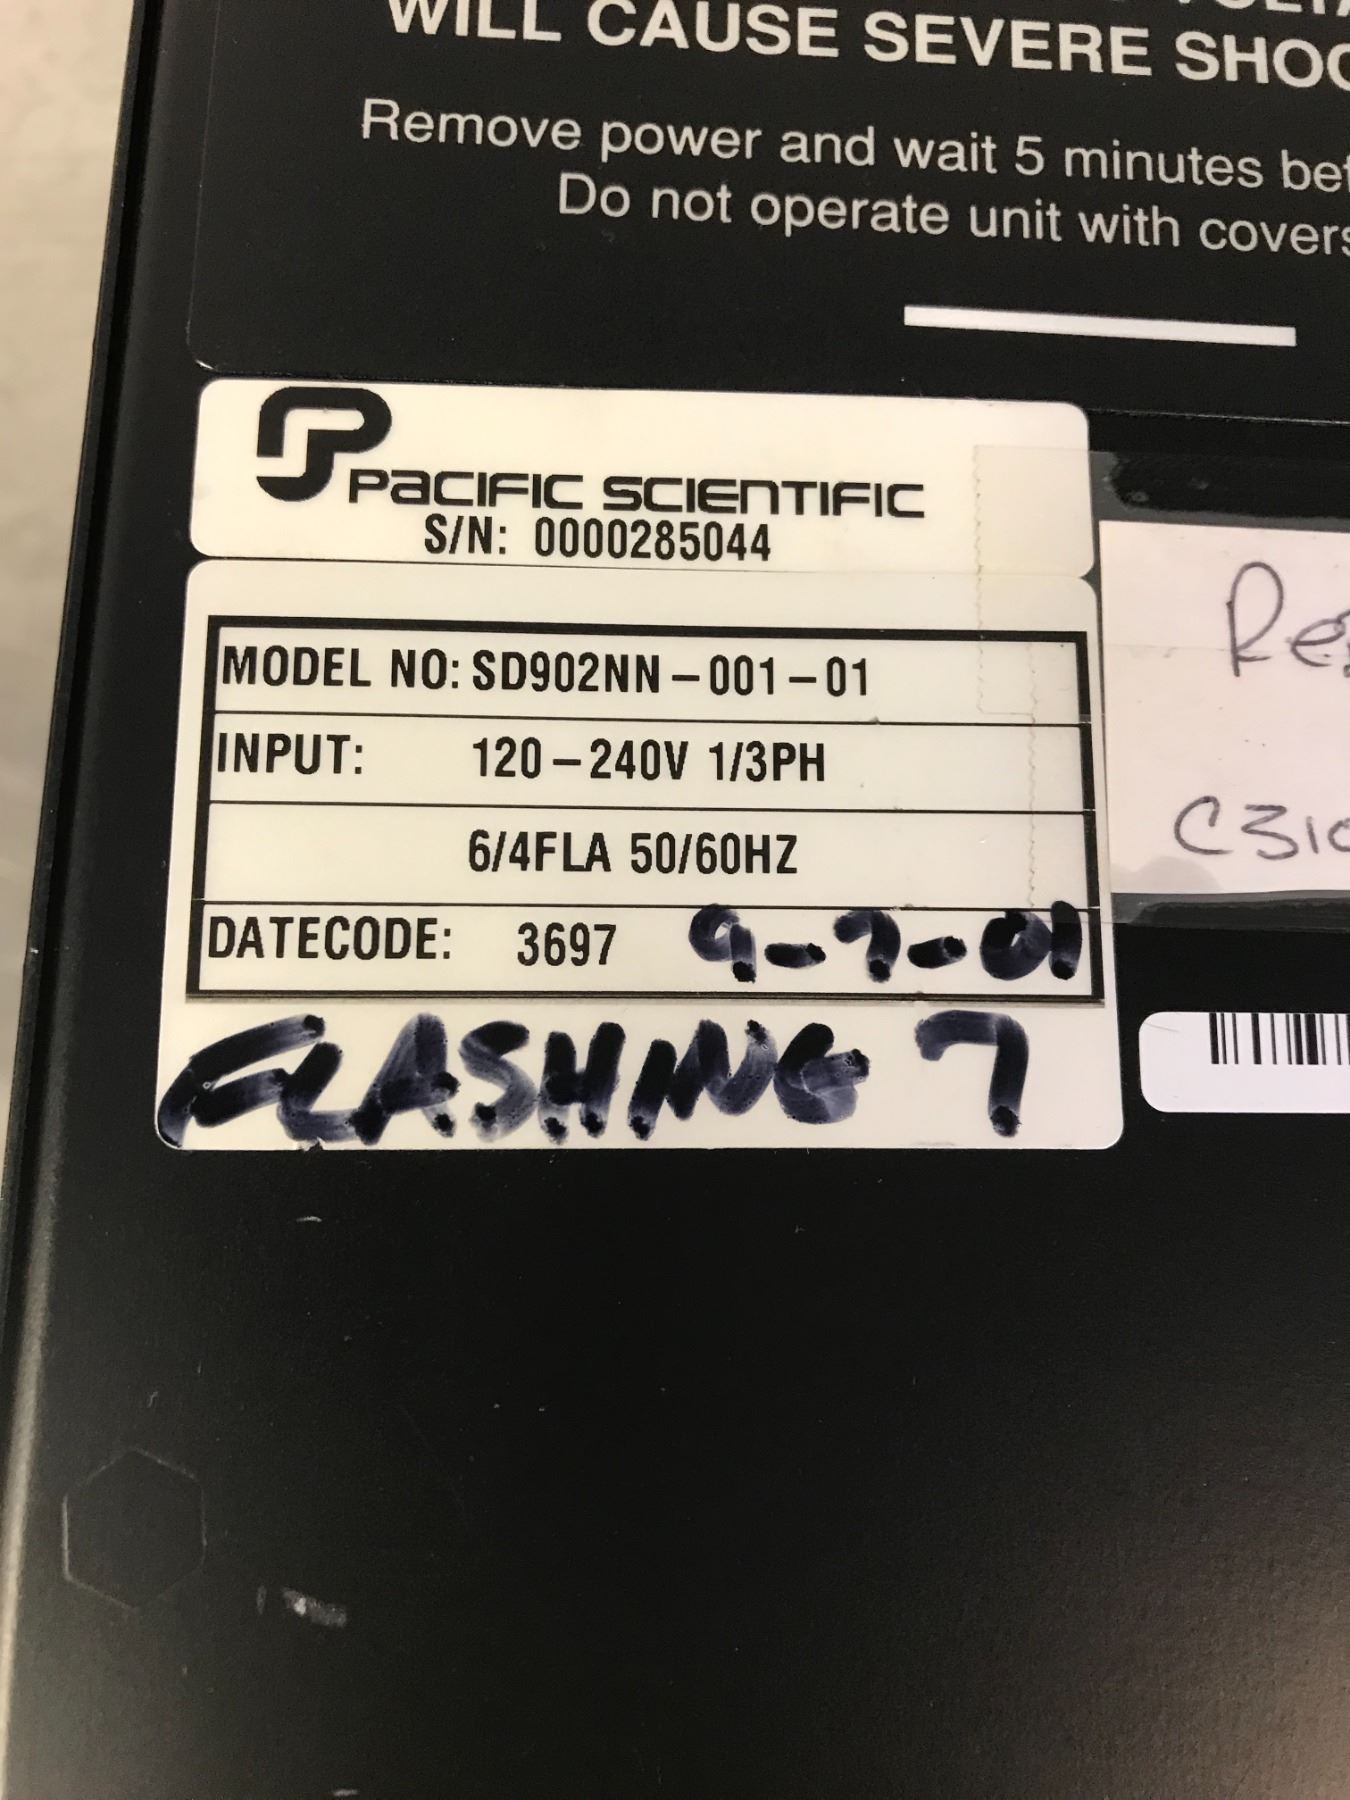 WILL CAUSE SEVERE
Remove power and wait 5 minutes
Do not operate unit with covers
PACIFIC SCIENTIFIC
S/N: 0000285044
MODEL NO: SD902NN-001-01
INPUT: 120-240V 1/3PH
6/4FLA 50/60HZ
DATECODE: 3697 9-7-01
FLASHING 7